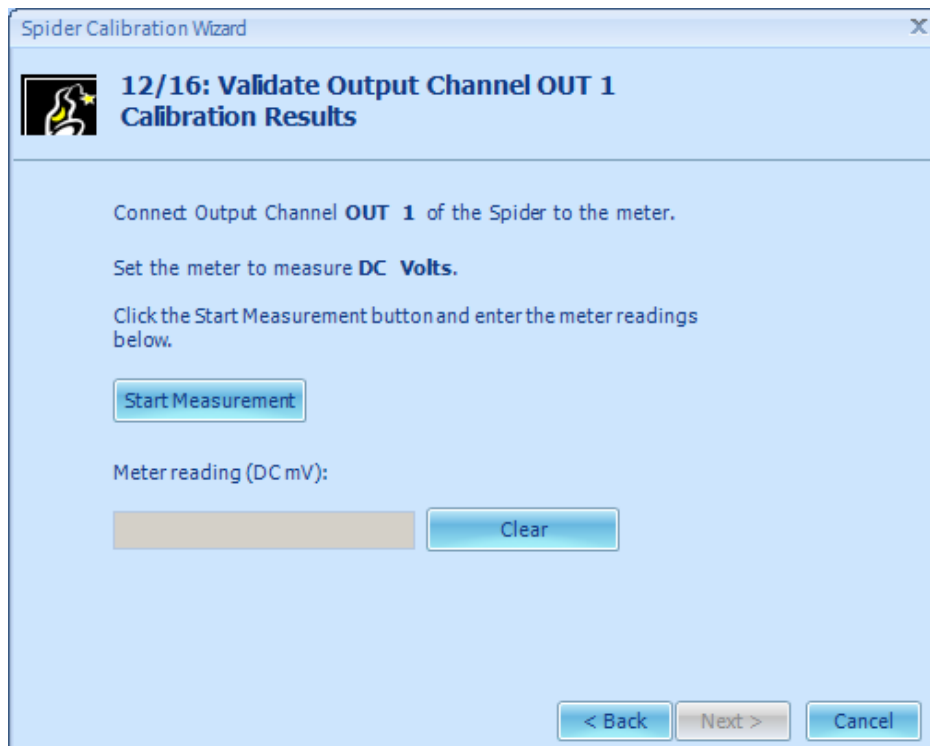 Spider Calibration Wizard
12/16: Validate Output Channel OUT 1
Calibration Results
Connect Output Channel OUT 1 of the Spider to the meter.
Set the meter to measure DC Volts.
Click the Start Measurement button and enter the meter readings
below.
Start Measurement
Meter reading (DC mV):
Clear
< Back Next > Cancel